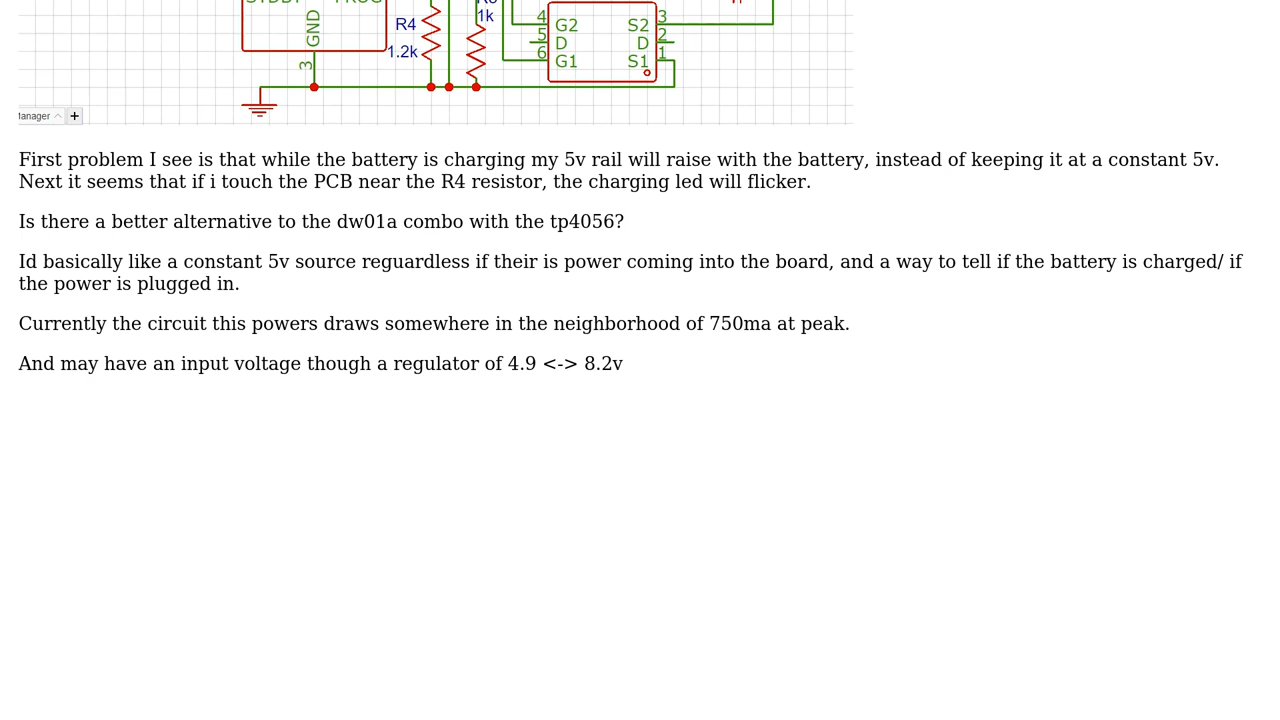 GND
R4
1.2k
3
1k
4
5
6
G2
D
G1
S2
D
S1
3
2
1
+
First problem I see is that while the battery is charging my 5v rail will raise with the battery, instead of keeping it at a constant 5v.
Next it seems that if i touch the PCB near the R4 resistor, the charging led will flicker.
Is there a better alternative to the dw01a combo with the tp4056?
Id basically like a constant 5v source reguardless if their is power coming into the board, and a way to tell if the battery is charged/ if
the power is plugged in.
Currently the circuit this powers draws somewhere in the neighborhood of 750ma at peak.
And may have an input voltage though a regulator of 4.9 <-> 8.2v